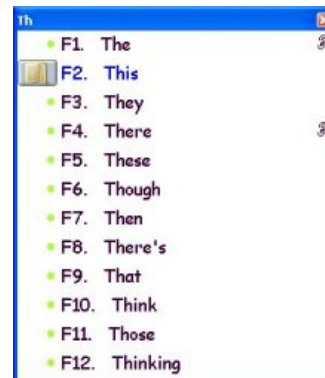 Th
F1. The
F2. This
F3. They
F4. There
F5. These
F6. Though
F7. Then
F8. There's
F9. That
F10. Think
F11. Those
F12. Thinking